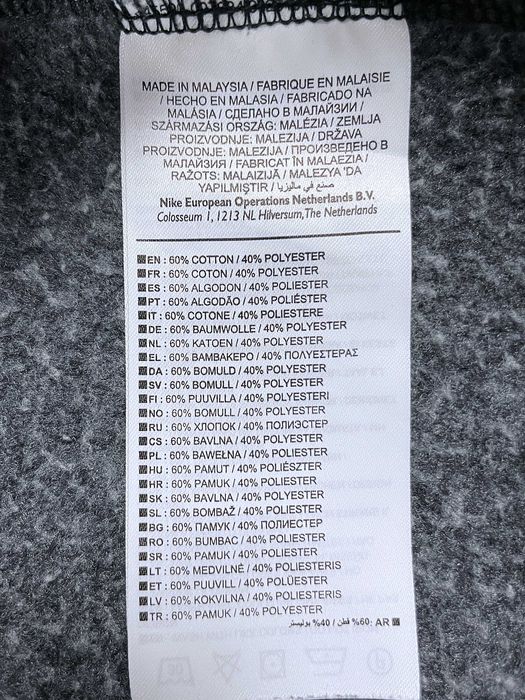 MADE IN MALAYSIA / FABRIQUE EN MALAISIE
/ HECHO EN MALASIA / FABRICADO NA
MALÁSIA / СДЕЛАНО В МАЛАЙЗИИ /
SZÁRMAZÁSI ORSZÁG: MALÉZIA / ZEMLJA
PROIZVODNJE: MALEZIJA / DRŽAVA
PROIZVODNJE: MALEZIJA / ПРОИЗВЕДЕНО В
МАЛАЙЗИЯ / FABRICAT ÎN MALAEZIA /
RAŽOTS: MALAIZIJĀ / MALEZYA 'DA
YAPILMIŞTIR / صنع في ماليزيا
Nike European Operations Netherlands B.V.
Colosseum 1, 1213 NL Hilversum, The Netherlands
EN : 60% COTTON / 40% POLYESTER
FR : 60% COTON / 40% POLYESTER
ES : 60% ALGODON / 40% POLIESTER
PT : 60% ALGODÃO / 40% POLIÉSTER
IT : 60% COTONE / 40% POLIESTERE
DE : 60% BAUMWOLLE / 40% POLYESTER
NL : 60% KATOEN / 40% POLYESTER
EL : 60% ΒΑΜΒΑΚΕΡΟ / 40% ΠΟΛΥΕΣΤΕΡΑΣ
DA : 60% BOMULD / 40% POLYESTER
SV : 60% BOMULL / 40% POLYESTER
FI : 60% PUUVILLA / 40% POLYESTERI
NO : 60% BOMULL / 40% POLYESTER
RU : 60% ХЛОПОК / 40% ПОЛИЭСТЕР
CS : 60% BAVLNA / 40% POLYESTER
PL : 60% BAWEŁNA / 40% POLIESTER
HU : 60% PAMUT / 40% POLIÉSZTER
HR : 60% PAMUK / 40% POLIESTER
SK : 60% BAVLNA / 40% POLYESTER
SL : 60% BOMBAŽ / 40% POLIESTER
BG : 60% ПАМУК / 40% ПОЛИЕСТЕР
RO : 60% BUMBAC / 40% POLIESTER
SR : 60% PAMUK / 40% POLIESTER
LT : 60% MEDVILNĖ / 40% POLIESTERIS
ET : 60% PUUVILL / 40% POLÜESTER
LV : 60% KOKVILNA / 40% POLIESTERIS
TR : 60% PAMUK / 40% POLYESTER
AR :60% قطن / 40% بوليستر